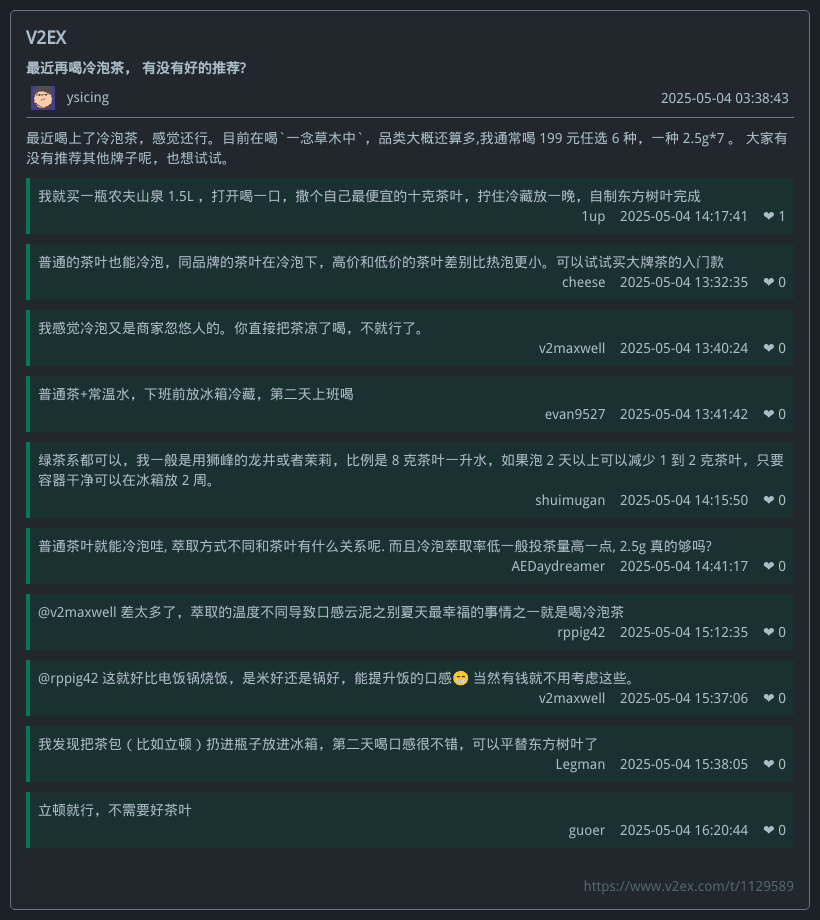 V2EX
最近再喝冷泡茶， 有没有好的推荐?
ysicing 2025-05-04 03:38:43
最近喝上了冷泡茶，感觉还行。目前在喝`一念草木中`，品类大概还算多,我通常喝 199 元任选 6 种，一种 2.5g*7 。 大家有
没有推荐其他牌子呢，也想试试。
我就买一瓶农夫山泉 1.5L ，打开喝一口，撒个自己最便宜的十克茶叶，拧住冷藏放一晚，自制东方树叶完成
1up 2025-05-04 14:17:41 ❤ 1
普通的茶叶也能冷泡，同品牌的茶叶在冷泡下，高价和低价的茶叶差别比热泡更小。可以试试买大牌茶的入门款
cheese 2025-05-04 13:32:35 ❤ 0
我感觉冷泡又是商家忽悠人的。你直接把茶凉了喝，不就行了。
v2maxwell 2025-05-04 13:40:24 ❤ 0
普通茶+常温水，下班前放冰箱冷藏，第二天上班喝
evan9527 2025-05-04 13:41:42 ❤ 0
绿茶系都可以，我一般是用狮峰的龙井或者茉莉，比例是 8 克茶叶一升水，如果泡 2 天以上可以减少 1 到 2 克茶叶，只要
容器干净可以在冰箱放 2 周。
shuimugan 2025-05-04 14:15:50 ❤ 0
普通茶叶就能冷泡哇, 萃取方式不同和茶叶有什么关系呢. 而且冷泡萃取率低一般投茶量高一点, 2.5g 真的够吗?
AEDaydreamer 2025-05-04 14:41:17 ❤ 0
@v2maxwell 差太多了，萃取的温度不同导致口感云泥之别夏天最幸福的事情之一就是喝冷泡茶
rppig42 2025-05-04 15:12:35 ❤ 0
@rppig42 这就好比电饭锅烧饭，是米好还是锅好，能提升饭的口感😁 当然有钱就不用考虑这些。
v2maxwell 2025-05-04 15:37:06 ❤ 0
我发现把茶包（比如立顿）扔进瓶子放进冰箱，第二天喝口感很不错，可以平替东方树叶了
Legman 2025-05-04 15:38:05 ❤ 0
立顿就行，不需要好茶叶
guoer 2025-05-04 16:20:44 ❤ 0
https://www.v2ex.com/t/1129589